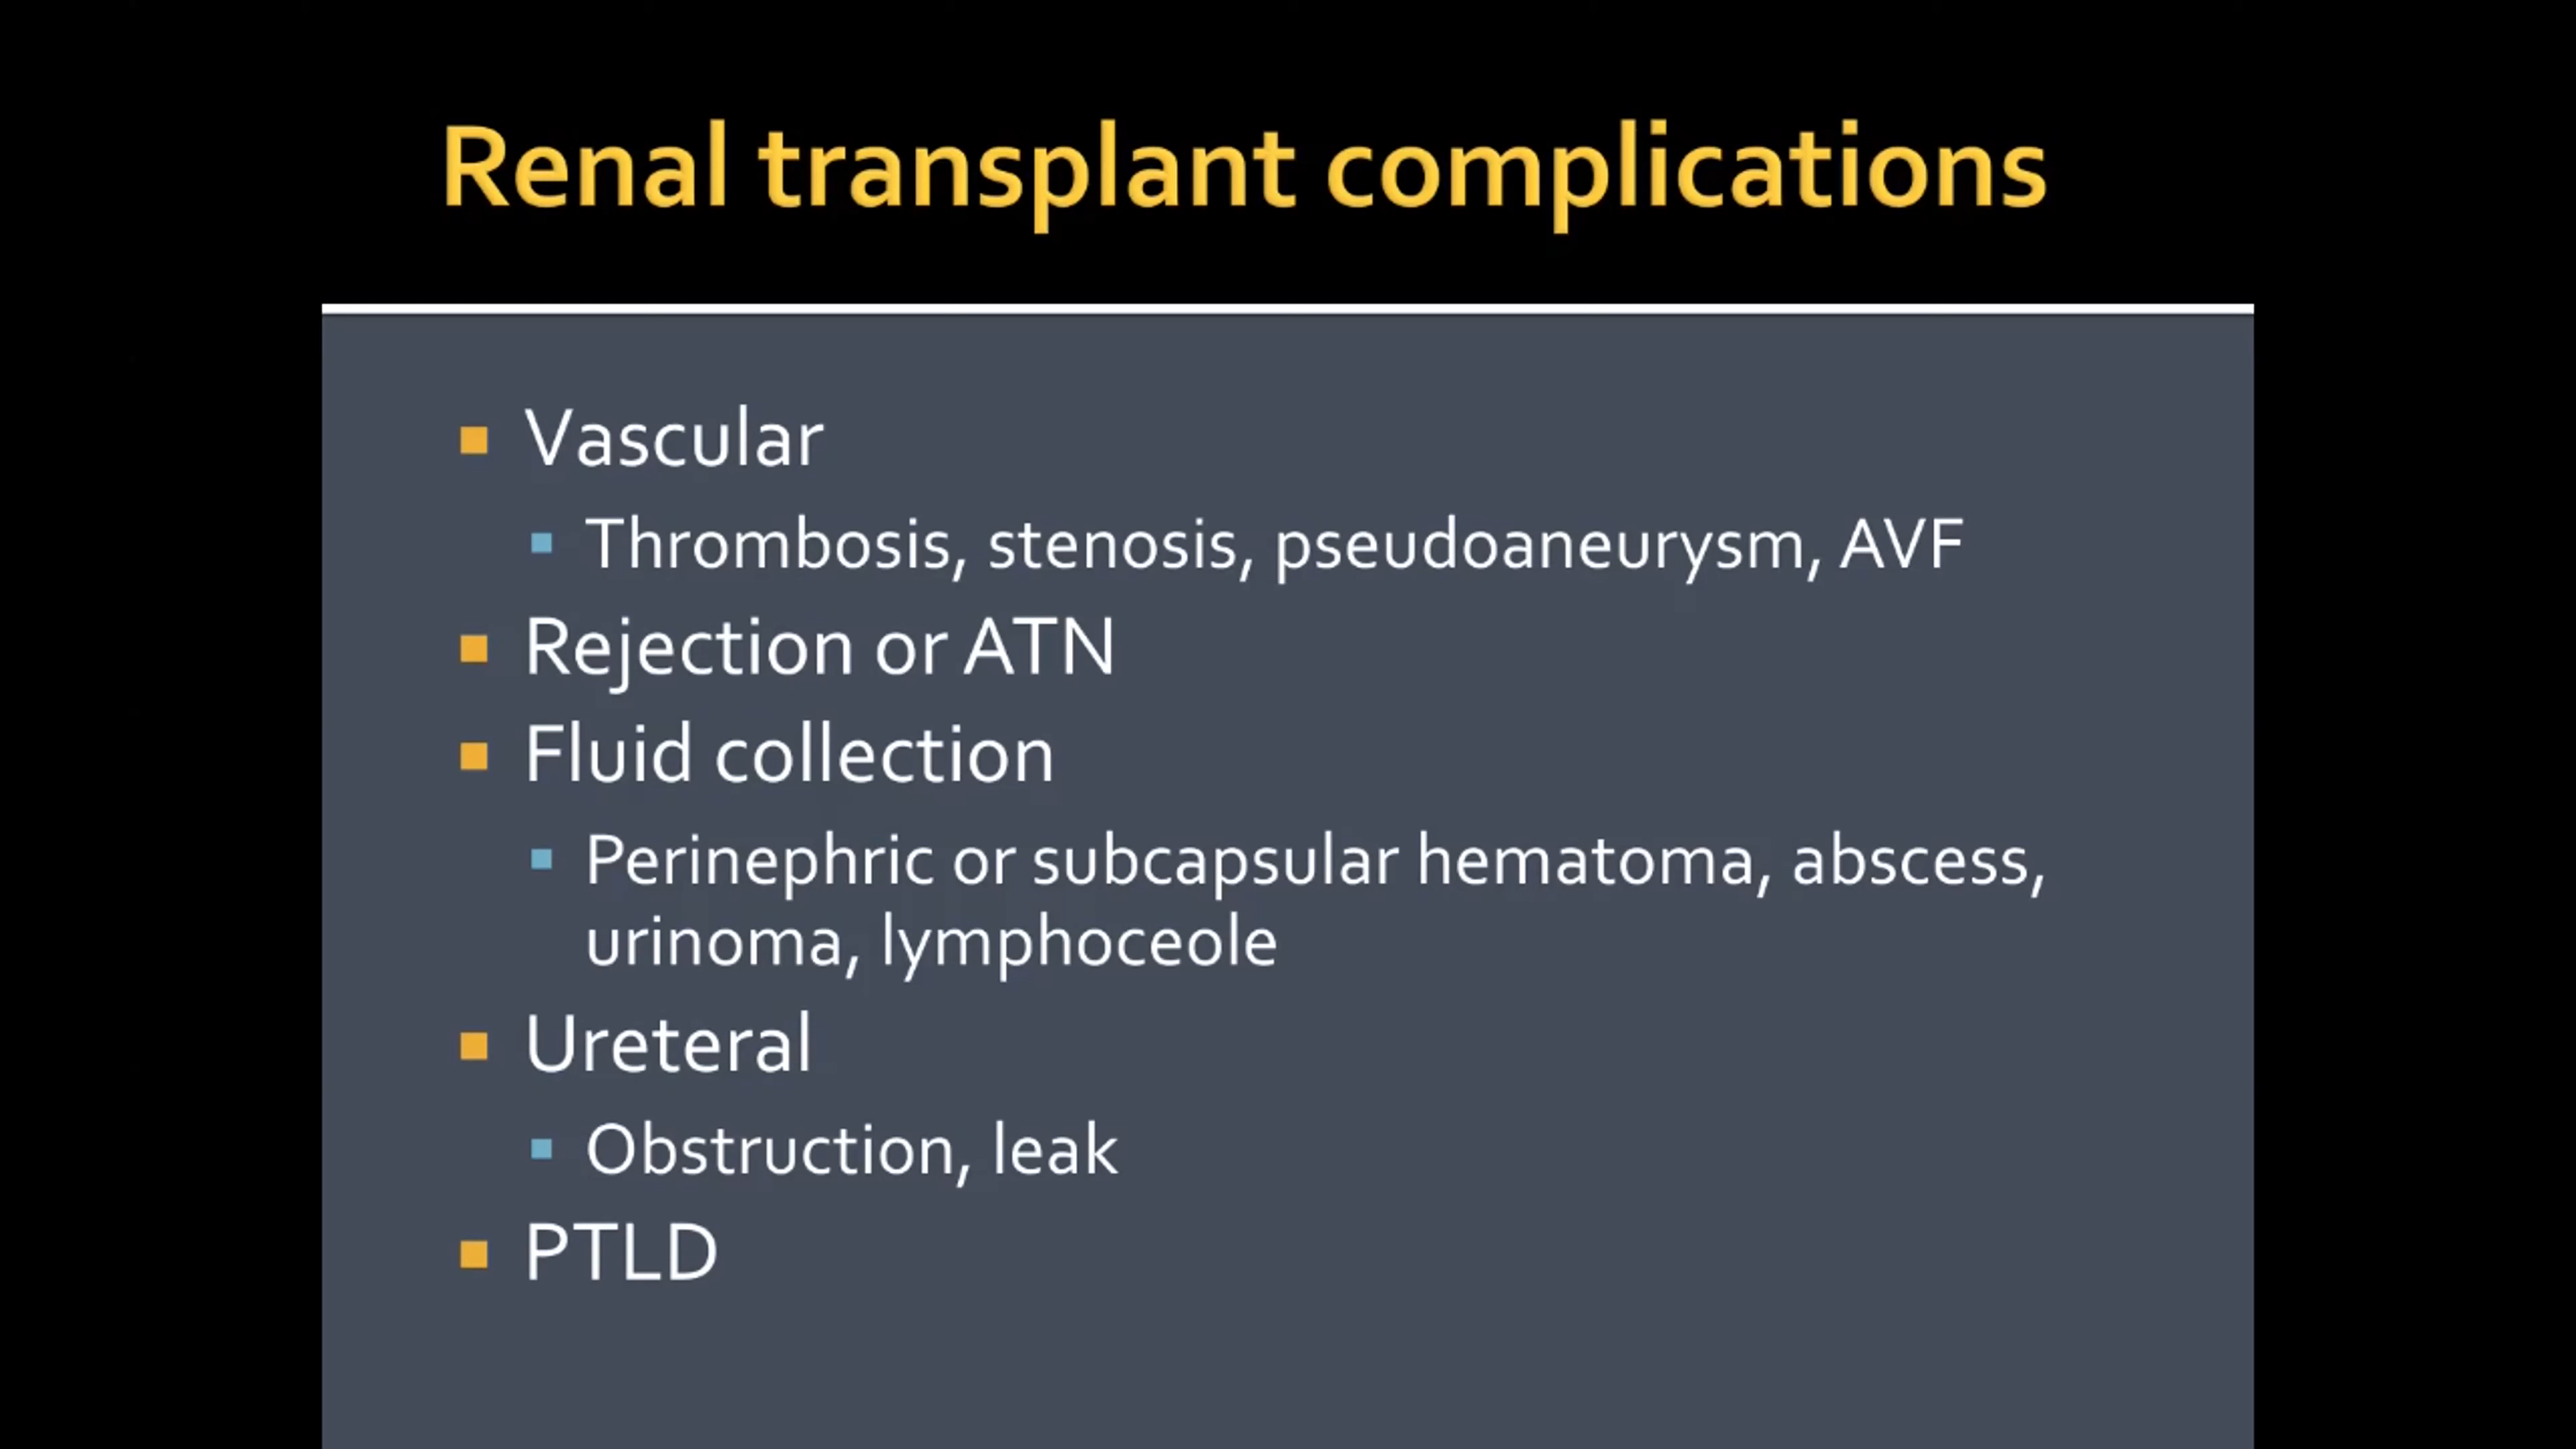 Renal transplant complications
Vascular
Thrombosis, stenosis, pseudoaneurysm, AVF
Rejection or ATN
Fluid collection
Perinephric or subcapsular hematoma, abscess,
urinoma, lymphoceole
Ureteral
Obstruction, leak
PTLD